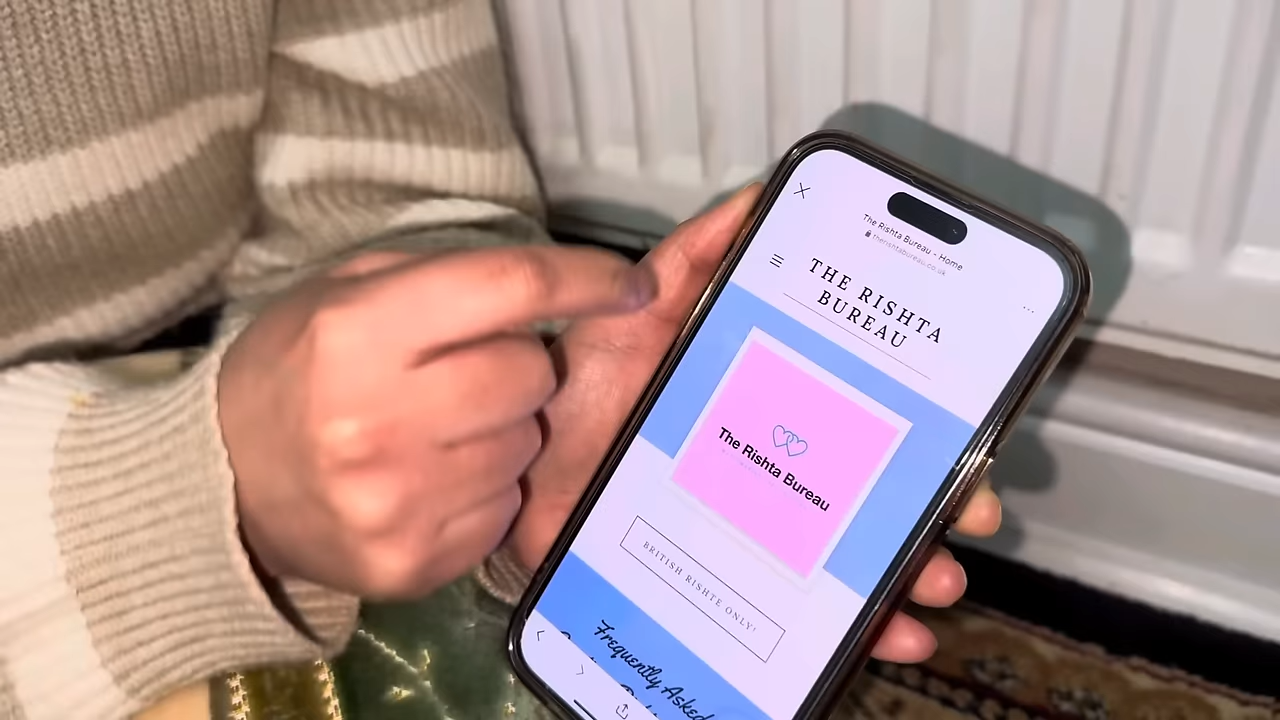 The Rishta Bureau - Home
therishtabureau.co.uk
THE RISHTA
BUREAU
The Rishta Bureau
BRITISH RISHTE ONLY!
Frequently Asked